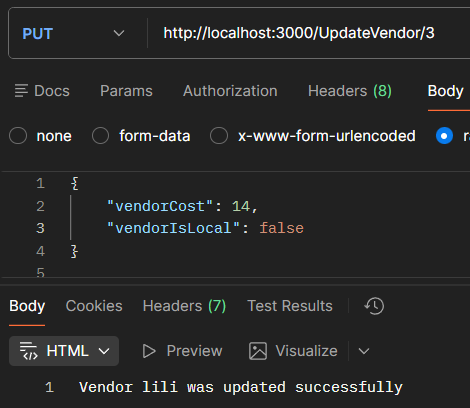 PUT http://localhost:3000/UpdateVendor/3
Docs Params Authorization Headers (8) Body
none form-data x-www-form-urlencoded
1 {
2 "vendorCost": 14,
3 "vendorIsLocal": false
4 }
5
Body Cookies Headers (7) Test Results
HTML Preview Visualize
1 Vendor lili was updated successfully